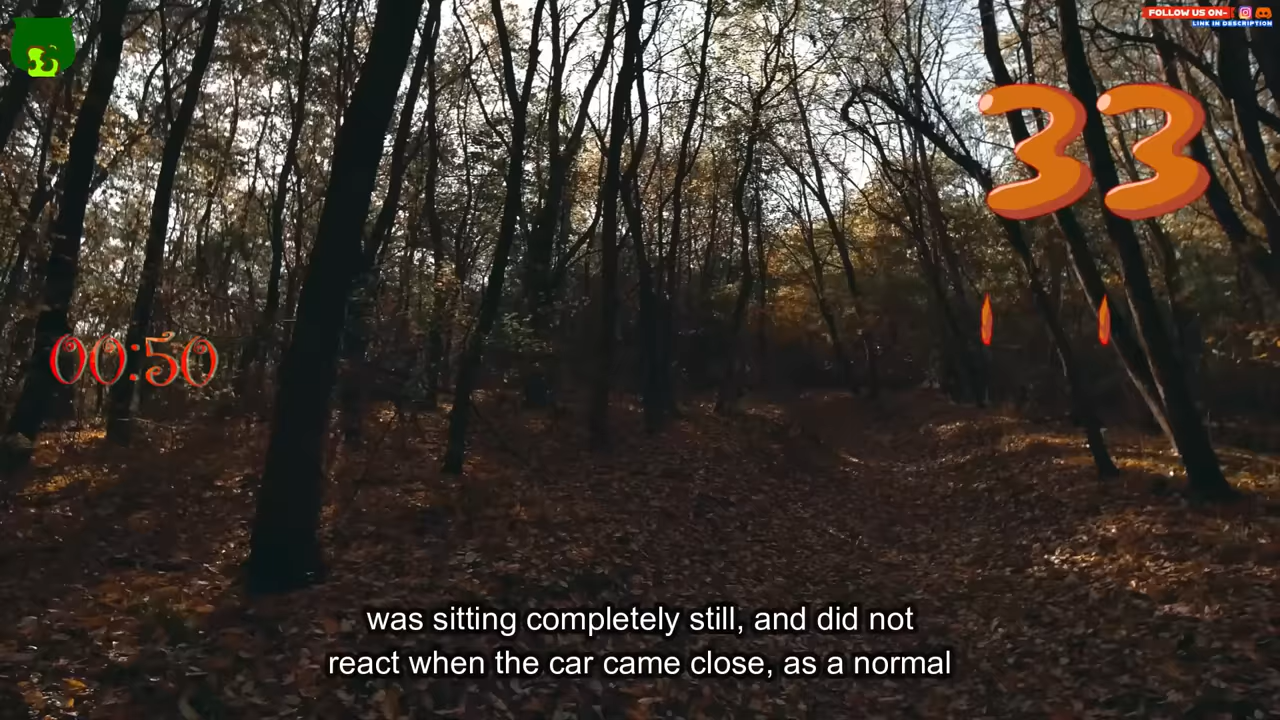 FOLLOW US ON-
LINK IN DESCRIPTION
33
00:50
was sitting completely still, and did not
react when the car came close, as a normal